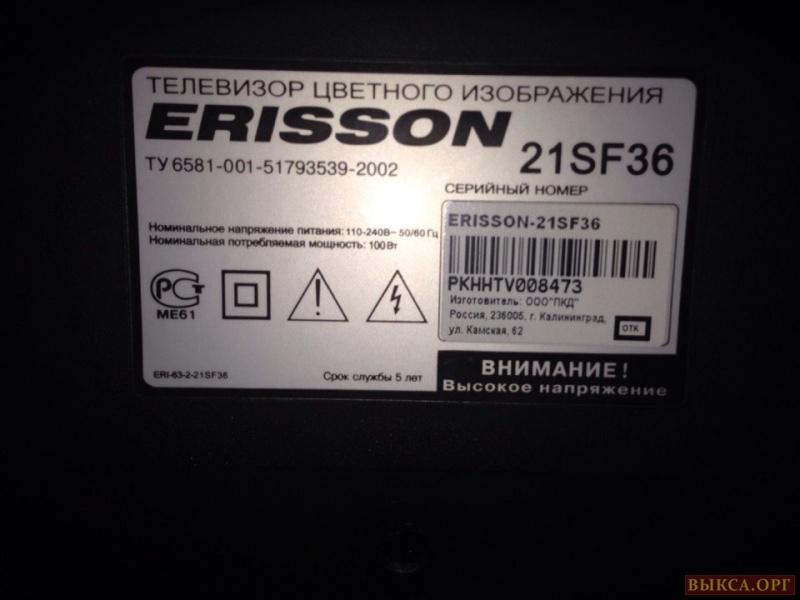 ТЕЛЕВИЗОР ЦВЕТНОГО ИЗОБРАЖЕНИЯ
ERISSON
21SF36
ТУ 6581-001-51793539-2002
СЕРИЙНЫЙ НОМЕР
ERISSON-21SF36
Номинальное напряжение питания: 110-240В~ 50/60 Гц
Номинальная потребляемая мощность: 100 Вт
PKHHTV008473
Изготовитель: ООО"ПКД"
Россия, 236005, г. Калининград,
ул. Камская, 62
ОТК
РСТ
МЕ61
ERI-63-2-21SF36
Срок службы 5 лет
ВНИМАНИЕ!
Высокое напряжение
ВЫКСА.ОРГ